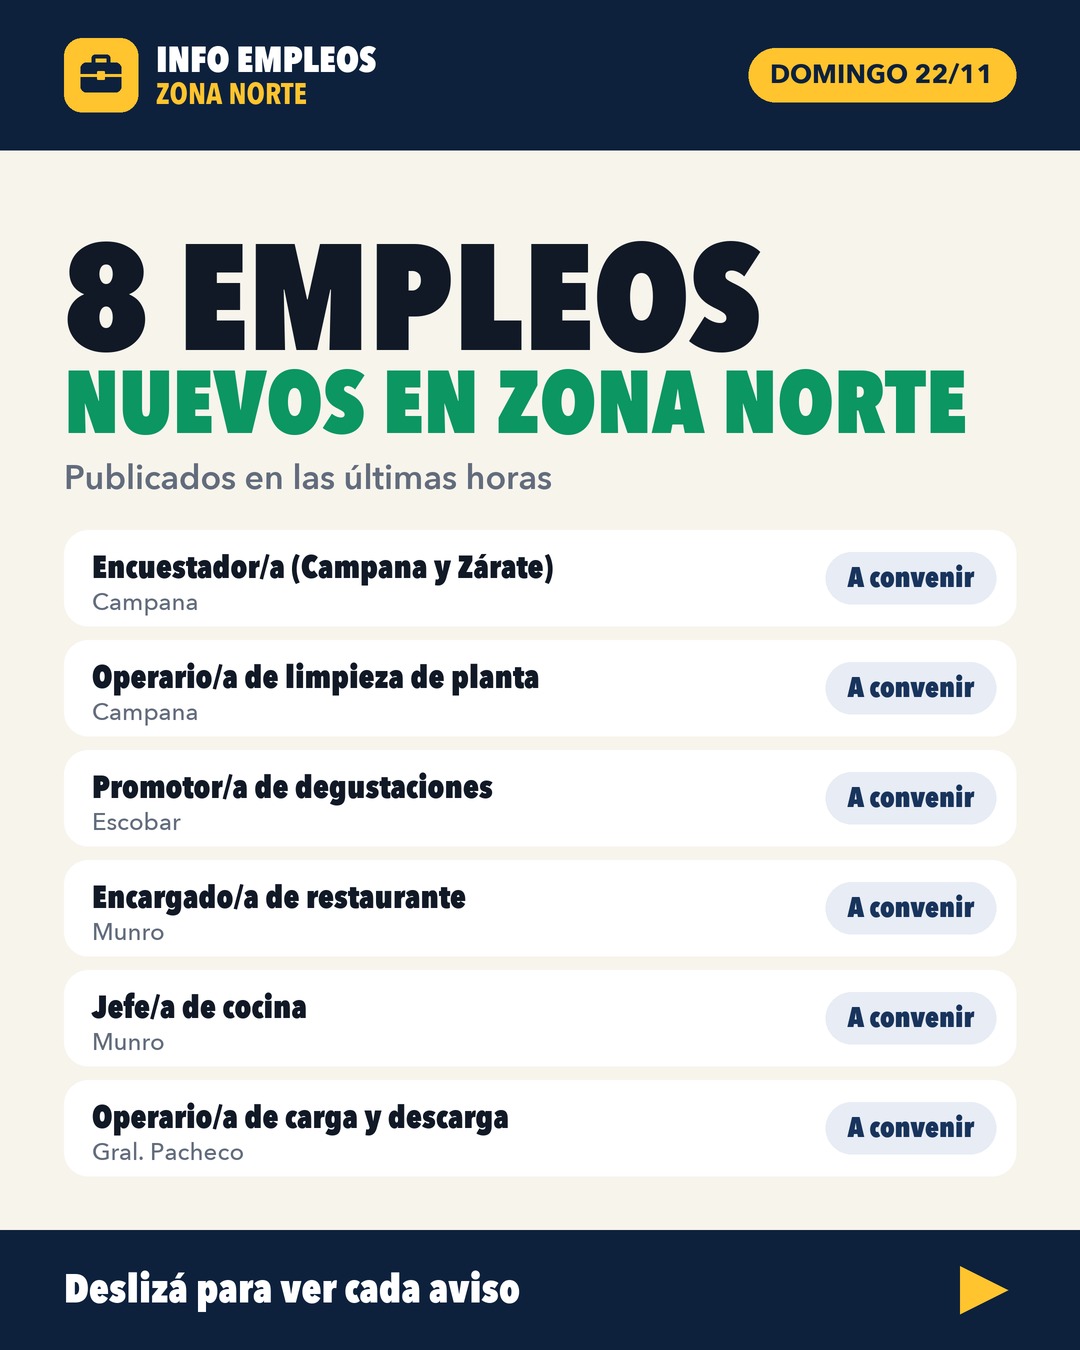 INFO EMPLEOS
ZONA NORTE
DOMINGO 22/11
8 EMPLEOS
NUEVOS EN ZONA NORTE
Publicados en las últimas horas
Encuestador/a (Campana y Zárate)
Campana
A convenir
Operario/a de limpieza de planta
Campana
A convenir
Promotor/a de degustaciones
Escobar
A convenir
Encargado/a de restaurante
Munro
A convenir
Jefe/a de cocina
Munro
A convenir
Operario/a de carga y descarga
Gral. Pacheco
A convenir
Deslizá para ver cada aviso